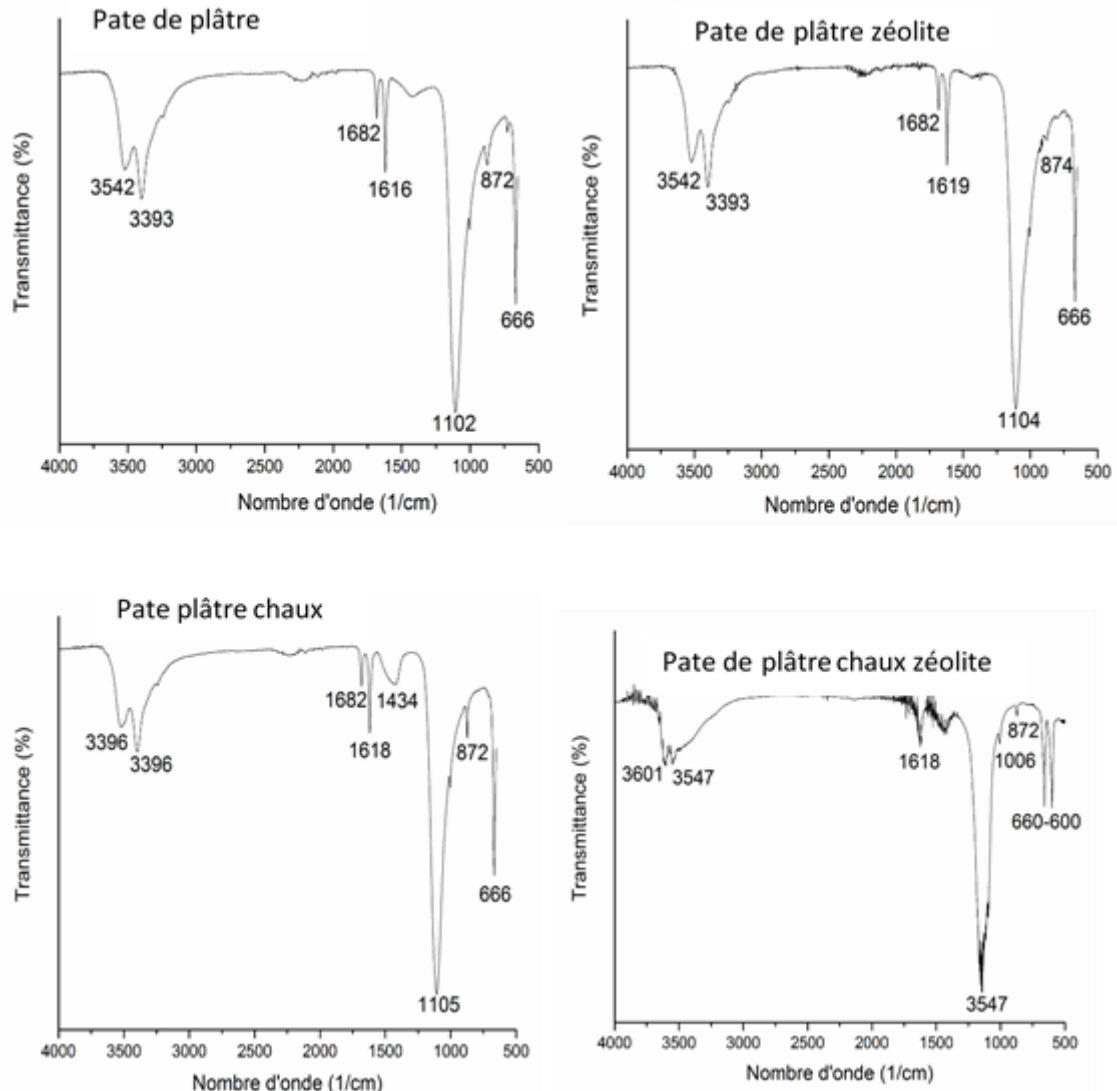 Pate de plâtre
Transmittance (%)
3542
3393
1682
1616
1102
872
666
4000 3500 3000 2500 2000 1500 1000 500
Nombre d'onde (1/cm)
Pate de plâtre zéolite
Transmittance (%)
3542
3393
1682
1619
1104
874
666
4000 3500 3000 2500 2000 1500 1000 500
Nombre d'onde (1/cm)
Pate plâtre chaux
Transmittance (%)
3396
3396
1682
1618
1434
1105
872
666
4000 3500 3000 2500 2000 1500 1000 500
Nombre d'onde (1/cm)
Pate de plâtre chaux zéolite
Transmittance (%)
3601
3547
1618
3547
1006
872
660-600
4000 3500 3000 2500 2000 1500 1000 500
Nombre d'onde (1/cm)